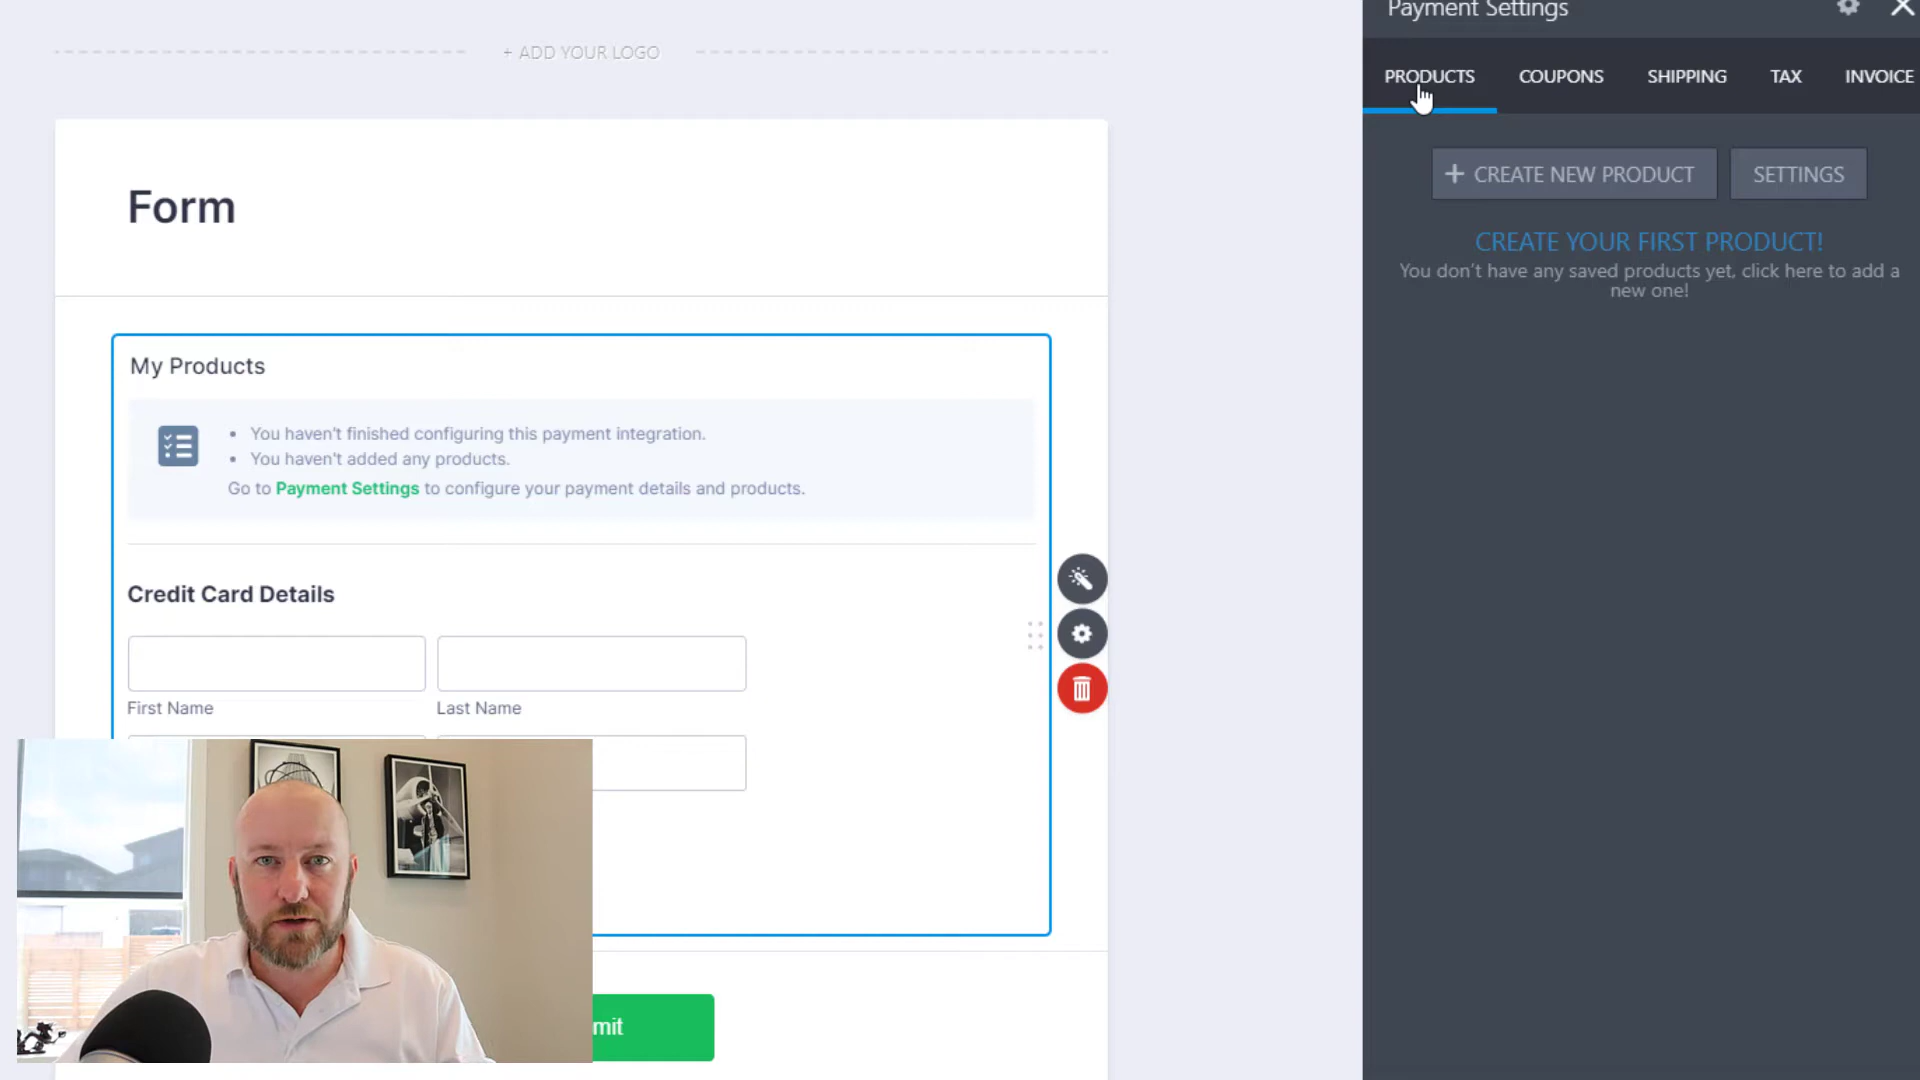 + ADD YOUR LOGO
Form
My Products
You haven't finished configuring this payment integration.
You haven't added any products.
Go to Payment Settings to configure your payment details and products.
Credit Card Details
First Name
Last Name
mit
Payment Settings
PRODUCTS
COUPONS
SHIPPING
TAX
INVOICE
+ CREATE NEW PRODUCT
SETTINGS
CREATE YOUR FIRST PRODUCT!
You don't have any saved products yet, click here to add a
new one!